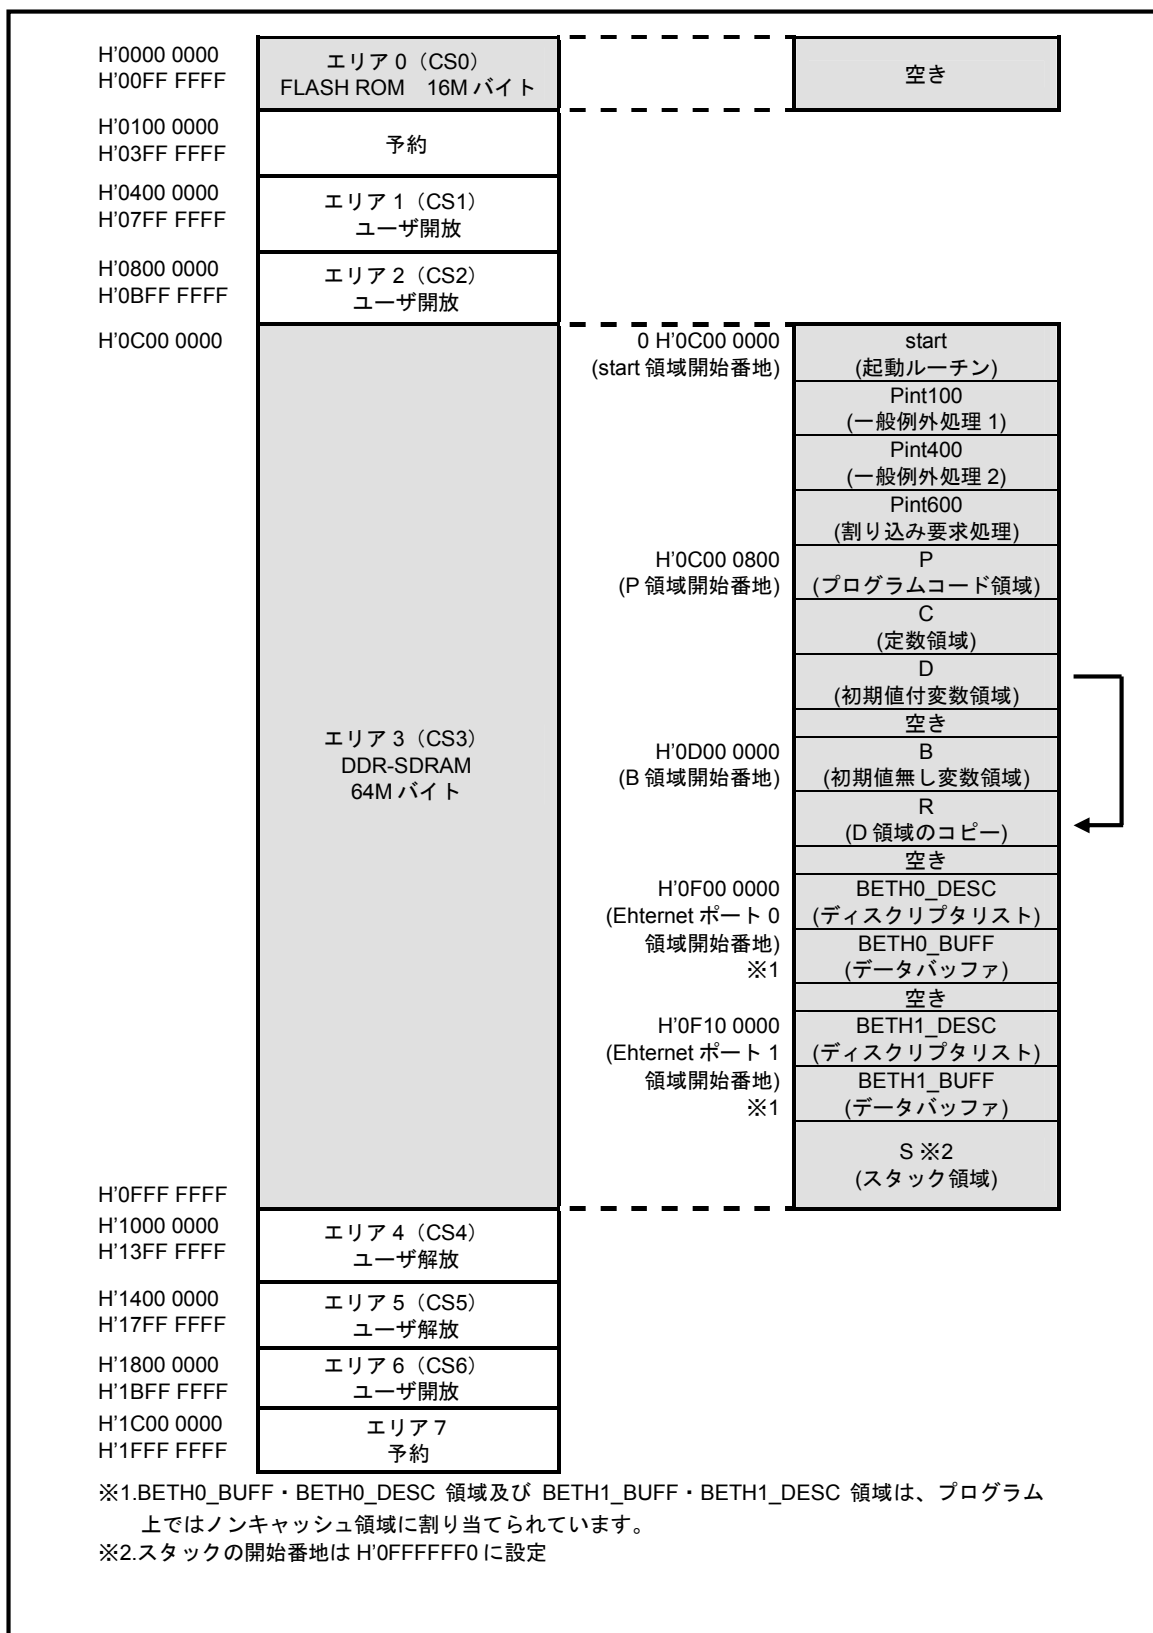 H'0000 0000
H'00FF FFFF
エリア 0（CS0）
FLASH ROM　16M バイト
空き
H'0100 0000
H'03FF FFFF
予約
H'0400 0000
H'07FF FFFF
エリア 1（CS1）
ユーザ開放
H'0800 0000
H'0BFF FFFF
エリア 2（CS2）
ユーザ開放
H'0C00 0000
エリア 3（CS3）
DDR-SDRAM
64M バイト
H'0FFF FFFF
0 H'0C00 0000
(start 領域開始番地)
start
(起動ルーチン)
Pint100
(一般例外処理 1)
Pint400
(一般例外処理 2)
Pint600
(割り込み要求処理)
H'0C00 0800
(P 領域開始番地)
P
(プログラムコード領域)
C
(定数領域)
D
(初期値付変数領域)
空き
H'0D00 0000
(B 領域開始番地)
B
(初期値無し変数領域)
R
(D 領域のコピー)
空き
H'0F00 0000
(Ehternet ポート 0
領域開始番地)
※1
BETH0_DESC
(ディスクリプタリスト)
BETH0_BUFF
(データバッファ)
空き
H'0F10 0000
(Ehternet ポート 1
領域開始番地)
※1
BETH1_DESC
(ディスクリプタリスト)
BETH1_BUFF
(データバッファ)
S ※2
(スタック領域)
H'1000 0000
H'13FF FFFF
エリア 4（CS4）
ユーザ解放
H'1400 0000
H'17FF FFFF
エリア 5（CS5）
ユーザ解放
H'1800 0000
H'1BFF FFFF
エリア 6（CS6）
ユーザ開放
H'1C00 0000
H'1FFF FFFF
エリア 7
予約
※1.BETH0_BUFF・BETH0_DESC 領域及び BETH1_BUFF・BETH1_DESC 領域は、プログラム
上ではノンキャッシュ領域に割り当てられています。
※2.スタックの開始番地は H'0FFFFFF0 に設定